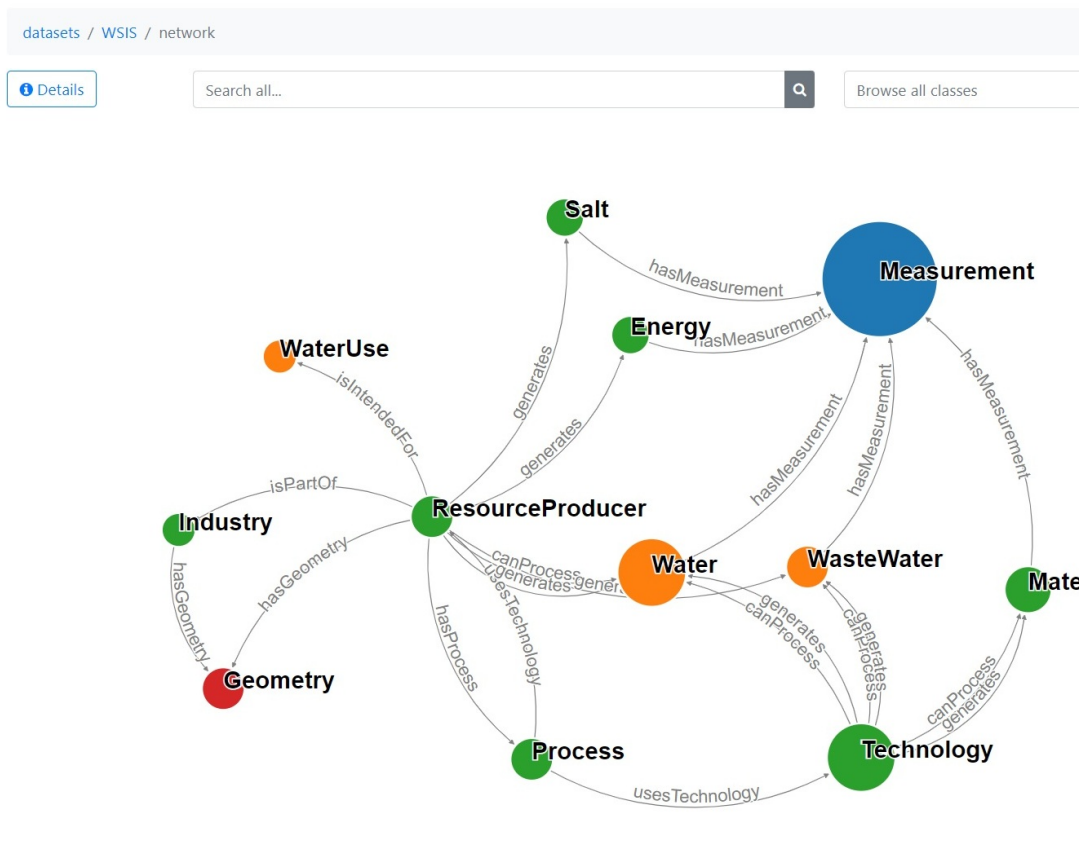 datasets / WSIS / network
Details
Search all...
Browse all classes
Salt
hasMeasurement
Measurement
Energy
hasMeasurement
WaterUse
isIntendedFor
generates
generates
hasMeasurement
hasMeasurement
hasMeasurement
isPartOf
ResourceProducer
Industry
hasGeometry
hasGeometry
canProcess
generates
usesTechnology
Water
WasteWater
Mate
generates
canProcess
generates
canProcess
hasProcess
Geometry
canProcess
generates
Process
Technology
usesTechnology